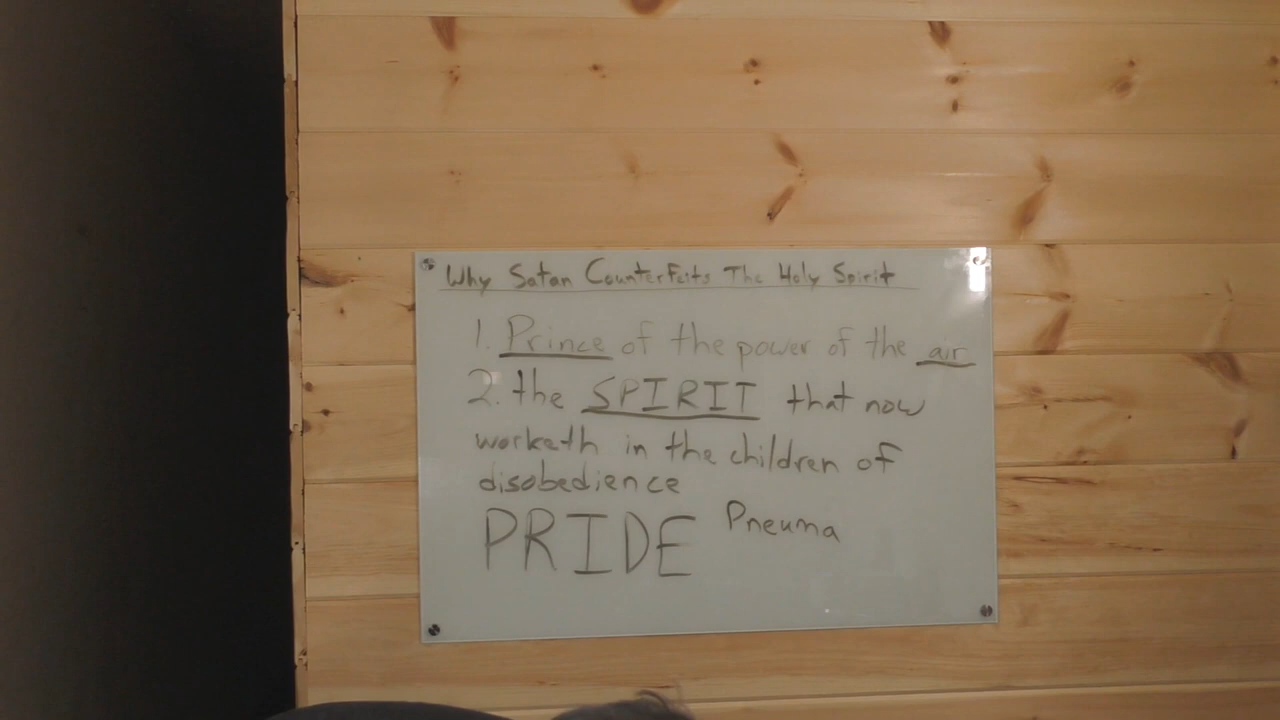 Why Satan Counterfeits The Holy Spirit
1. Prince of the power of the air
2. the SPIRIT that now
worketh in the children of
disobedience
PRIDE Pneuma